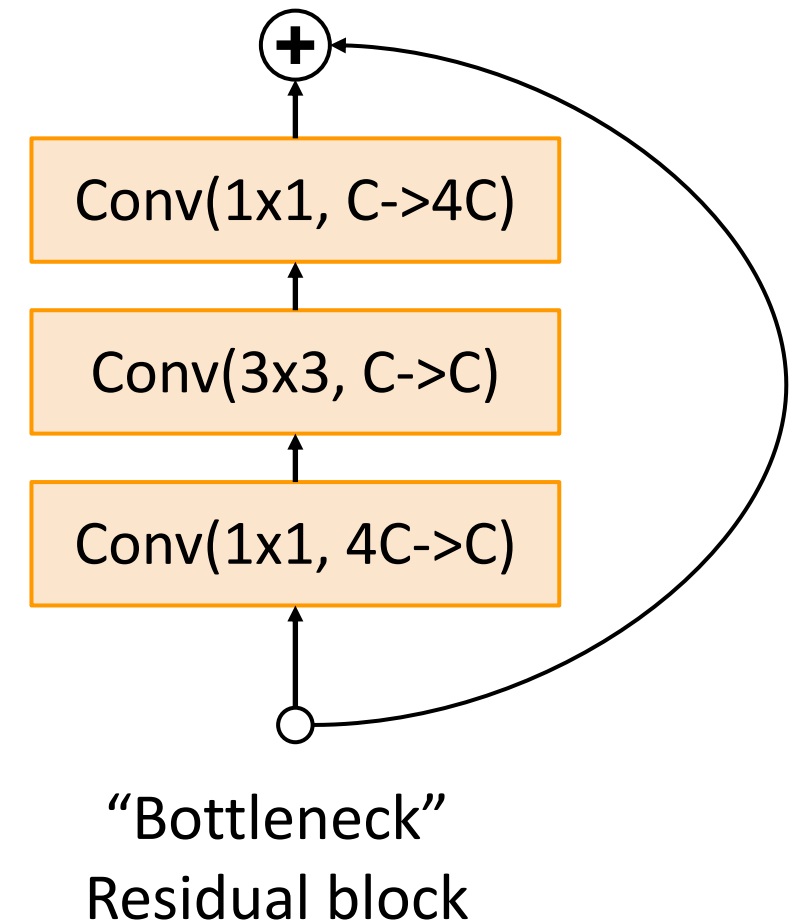 +
Conv(1x1, C->4C)
Conv(3x3, C->C)
Conv(1x1, 4C->C)
“Bottleneck”
Residual block